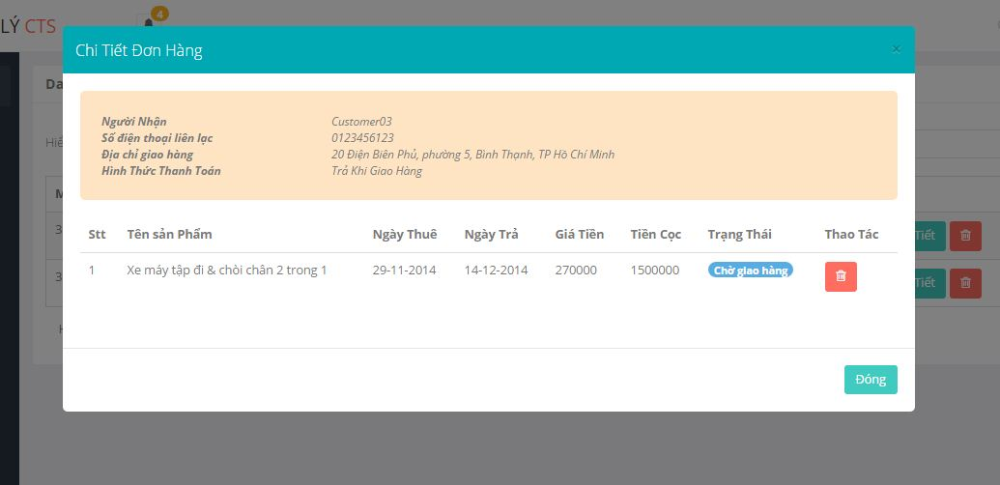 LÝ CTS
4
Chi Tiết Đơn Hàng
×
Da
Người Nhận Customer03
Số điện thoại liên lạc 0123456123
Địa chỉ giao hàng 20 Điện Biên Phủ, phường 5, Bình Thạnh, TP Hồ Chí Minh
Hình Thức Thanh Toán Trả Khi Giao Hàng
Hiể
M
Stt Tên sản Phẩm Ngày Thuê Ngày Trả Giá Tiền Tiền Cọc Trạng Thái Thao Tác
3 Tiết
1 Xe máy tập đi & chòi chân 2 trong 1 29-11-2014 14-12-2014 270000 1500000 Chờ giao hàng
3 Tiết
H
Đóng